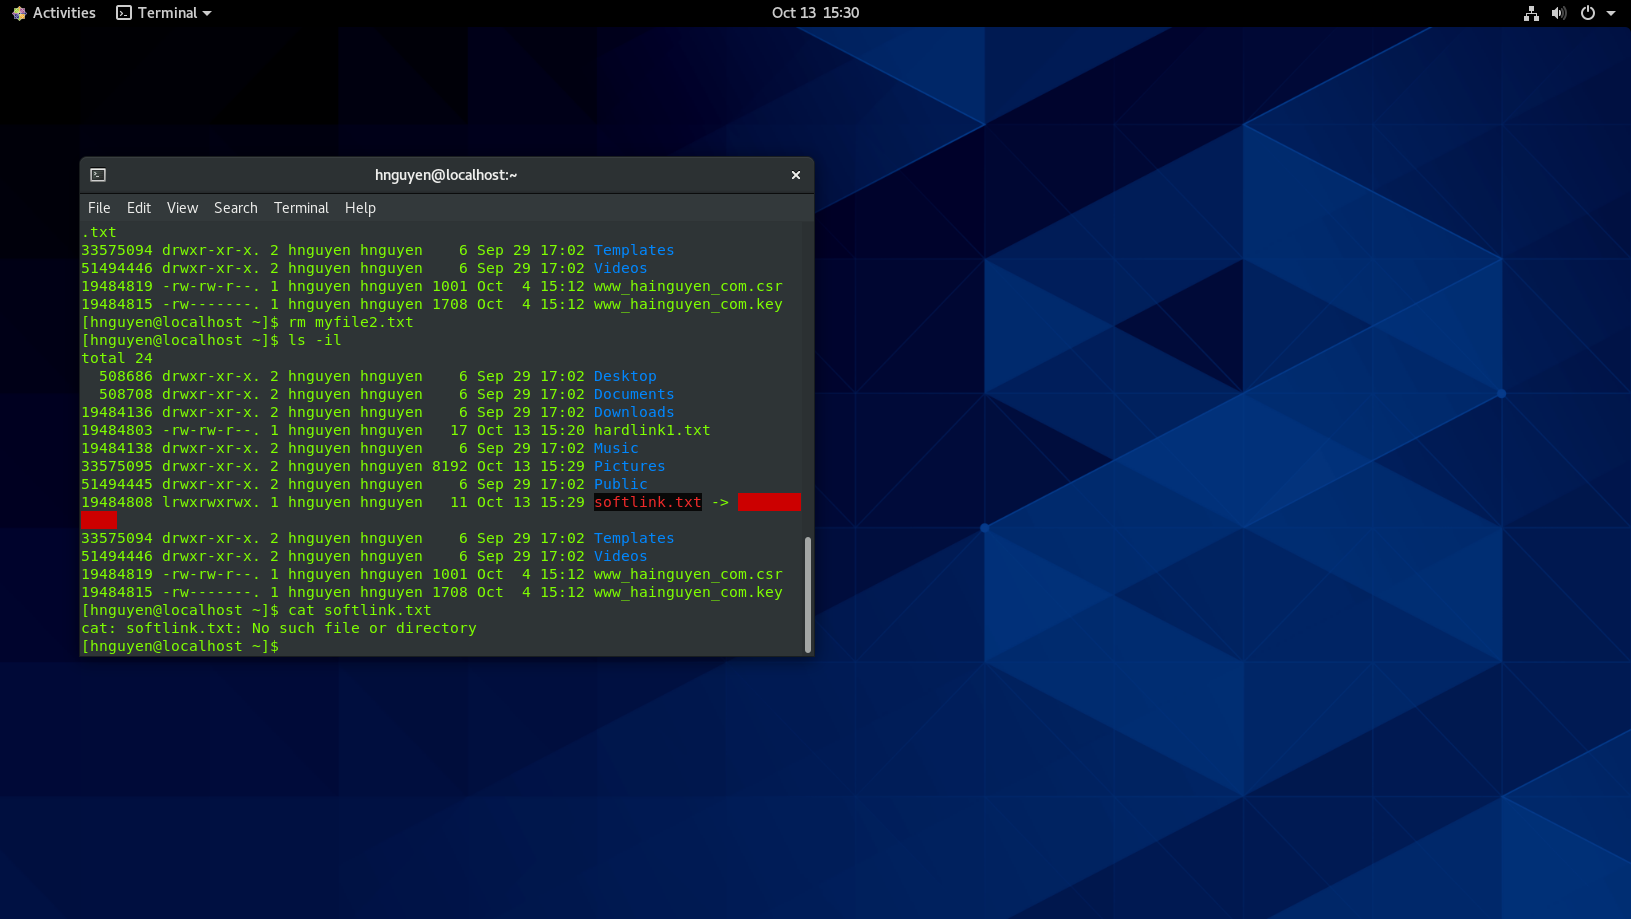 Activities Terminal Oct 13 15:30
hnguyen@localhost:~
File Edit View Search Terminal Help
.txt
33575094 drwxr-xr-x. 2 hnguyen hnguyen    6 Sep 29 17:02 Templates
51494446 drwxr-xr-x. 2 hnguyen hnguyen    6 Sep 29 17:02 Videos
19484819 -rw-rw-r--. 1 hnguyen hnguyen 1001 Oct  4 15:12 www_hainguyen_com.csr
19484815 -rw-------. 1 hnguyen hnguyen 1708 Oct  4 15:12 www_hainguyen_com.key
[hnguyen@localhost ~]$ rm myfile2.txt
[hnguyen@localhost ~]$ ls -il
total 24
  508686 drwxr-xr-x. 2 hnguyen hnguyen    6 Sep 29 17:02 Desktop
  508708 drwxr-xr-x. 2 hnguyen hnguyen    6 Sep 29 17:02 Documents
19484136 drwxr-xr-x. 2 hnguyen hnguyen    6 Sep 29 17:02 Downloads
19484803 -rw-rw-r--. 1 hnguyen hnguyen   17 Oct 13 15:20 hardlink1.txt
19484138 drwxr-xr-x. 2 hnguyen hnguyen    6 Sep 29 17:02 Music
33575095 drwxr-xr-x. 2 hnguyen hnguyen 8192 Oct 13 15:29 Pictures
51494445 drwxr-xr-x. 2 hnguyen hnguyen    6 Sep 29 17:02 Public
19484808 lrwxrwxrwx. 1 hnguyen hnguyen   11 Oct 13 15:29 softlink.txt ->
33575094 drwxr-xr-x. 2 hnguyen hnguyen    6 Sep 29 17:02 Templates
51494446 drwxr-xr-x. 2 hnguyen hnguyen    6 Sep 29 17:02 Videos
19484819 -rw-rw-r--. 1 hnguyen hnguyen 1001 Oct  4 15:12 www_hainguyen_com.csr
19484815 -rw-------. 1 hnguyen hnguyen 1708 Oct  4 15:12 www_hainguyen_com.key
[hnguyen@localhost ~]$ cat softlink.txt
cat: softlink.txt: No such file or directory
[hnguyen@localhost ~]$